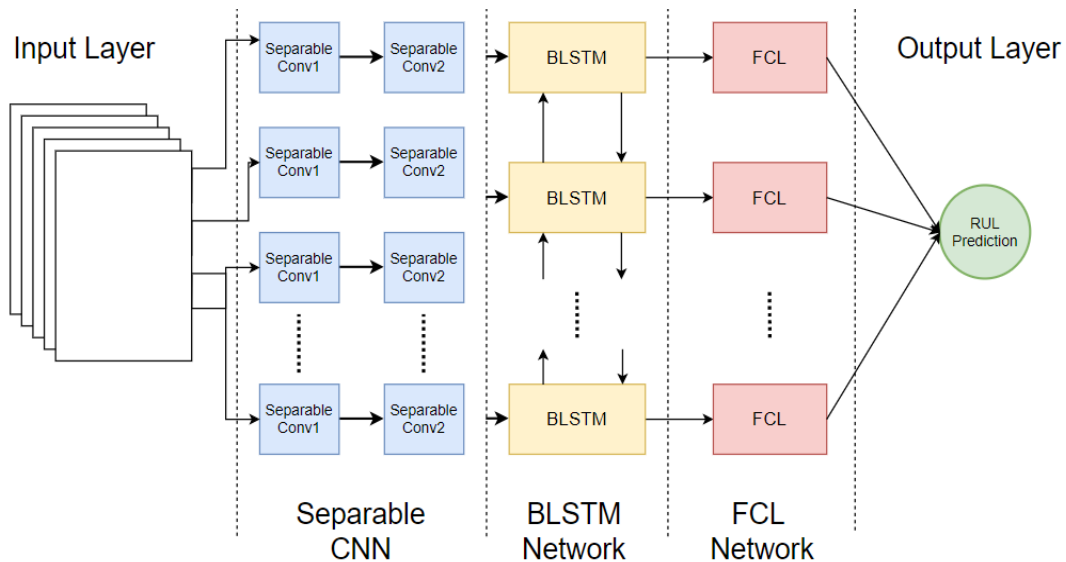 Input Layer
Separable
Conv1
Separable
Conv2
BLSTM
FCL
Output Layer
Separable
Conv1
Separable
Conv2
BLSTM
FCL
RUL
Prediction
Separable
Conv1
Separable
Conv2
Separable
Conv1
Separable
Conv2
BLSTM
FCL
Separable
CNN
BLSTM
Network
FCL
Network